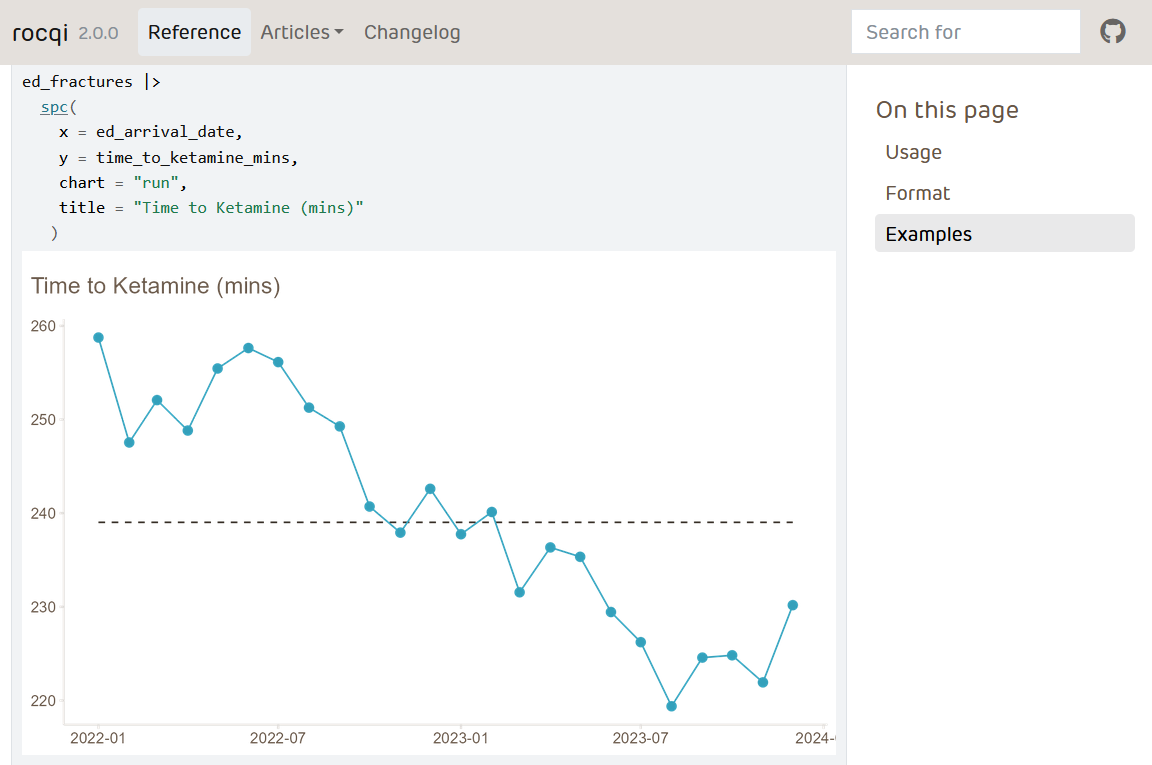 rocqi 2.0.0 Reference Articles Changelog Search for
ed_fractures |>
spc(
x = ed_arrival_date,
y = time_to_ketamine_mins,
chart = "run",
title = "Time to Ketamine (mins)"
)
Time to Ketamine (mins)
260
250
240
230
220
2022-01 2022-07 2023-01 2023-07 2024-
On this page
Usage
Format
Examples